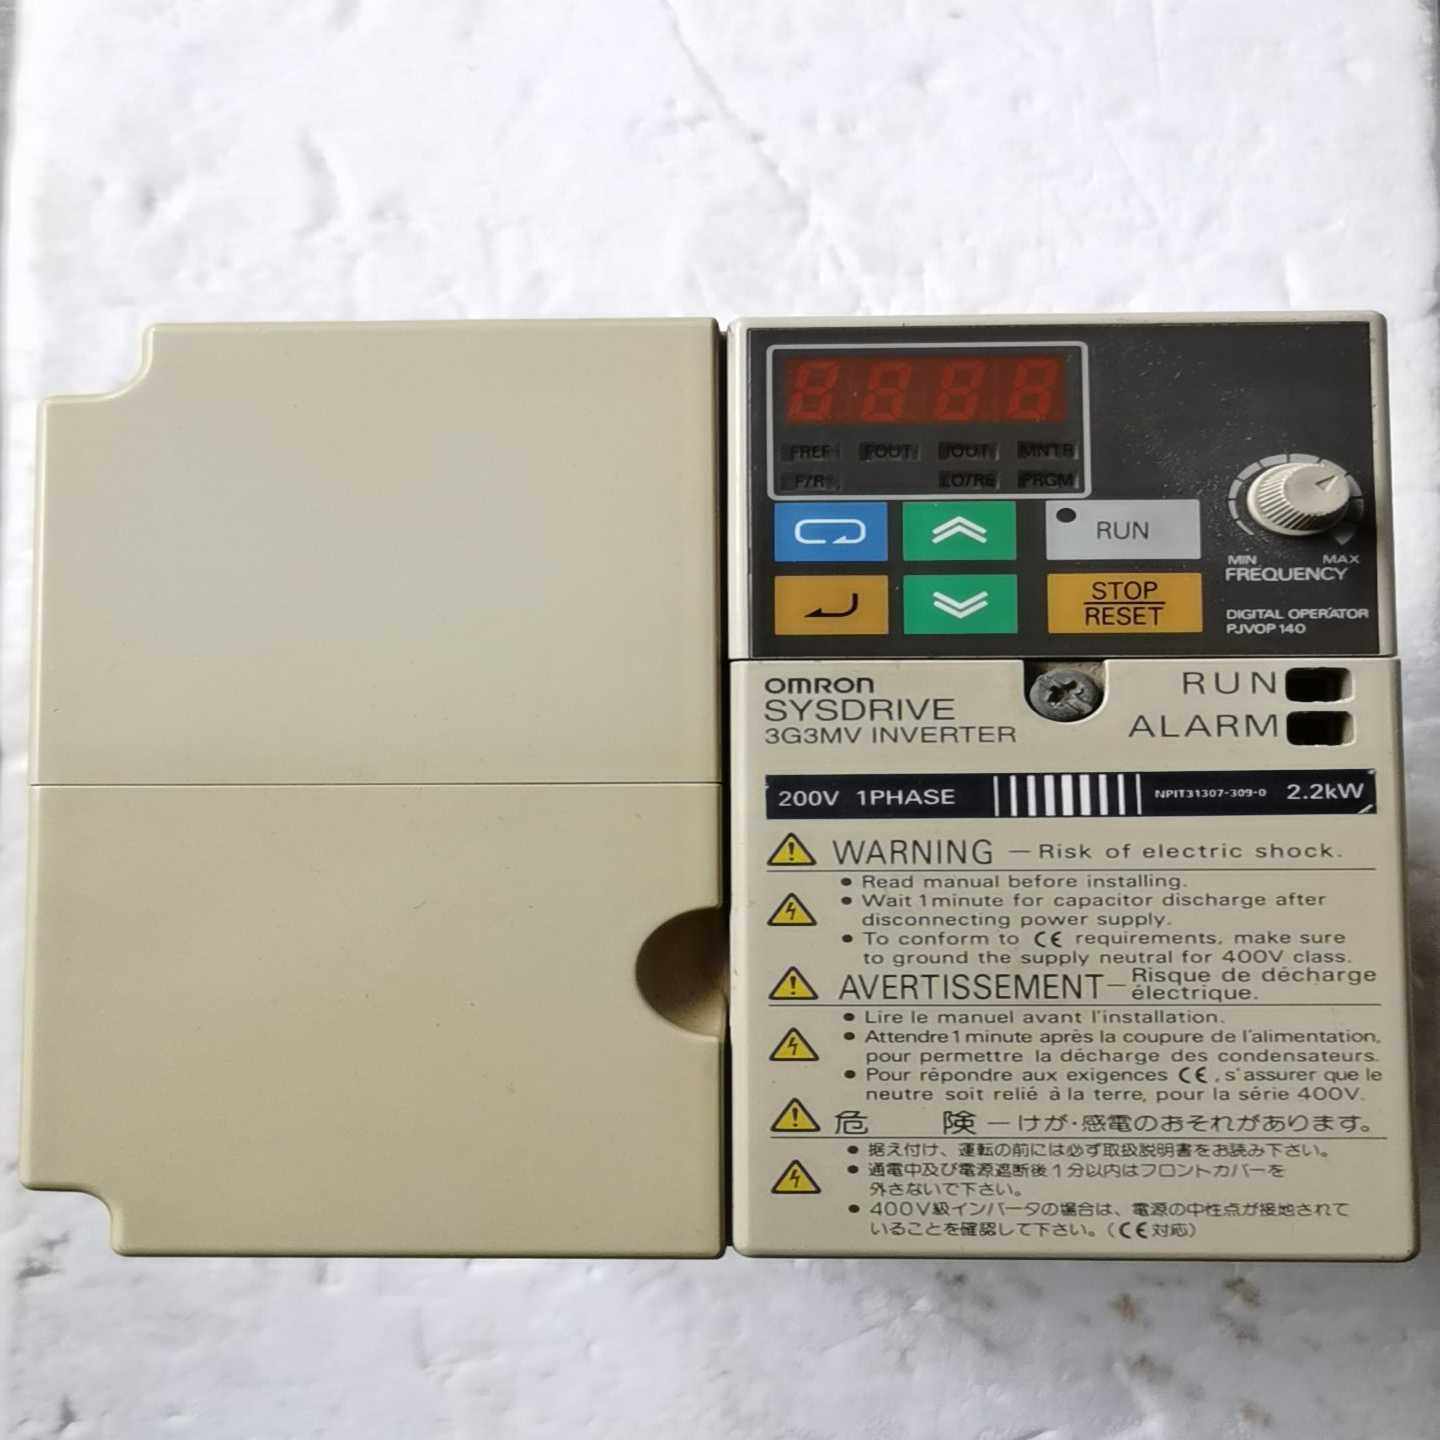 8888
FREF FOUT IOUT MNTR
F/R LO/RE PRGM
RUN
STOP
RESET
MIN MAX
FREQUENCY
DIGITAL OPERATOR
PJVOP140
OMRON
SYSDRIVE
3G3MV INVERTER
RUN
ALARM
200V 1PHASE NPIT31307-309-0 2.2kW
WARNING — Risk of electric shock.
• Read manual before installing.
• Wait 1 minute for capacitor discharge after
disconnecting power supply.
• To conform to CE requirements, make sure
to ground the supply neutral for 400V class.
AVERTISSEMENT — Risque de décharge
électrique.
• Lire le manuel avant l'installation.
• Attendre 1 minute après la coupure de l'alimentation,
pour permettre la décharge des condensateurs.
• Pour répondre aux exigences CE, s'assurer que le
neutre soit relié à la terre, pour la série 400V.
危 険 — けが・感電のおそれがあります。
• 据え付け、運転の前には必ず取扱説明書をお読み下さい。
• 通電中及び電源遮断後1分以内はフロントカバーを
外さないで下さい。
• 400V級インバータの場合は、電源の中性点が接地されて
いることを確認して下さい。(CE対応)